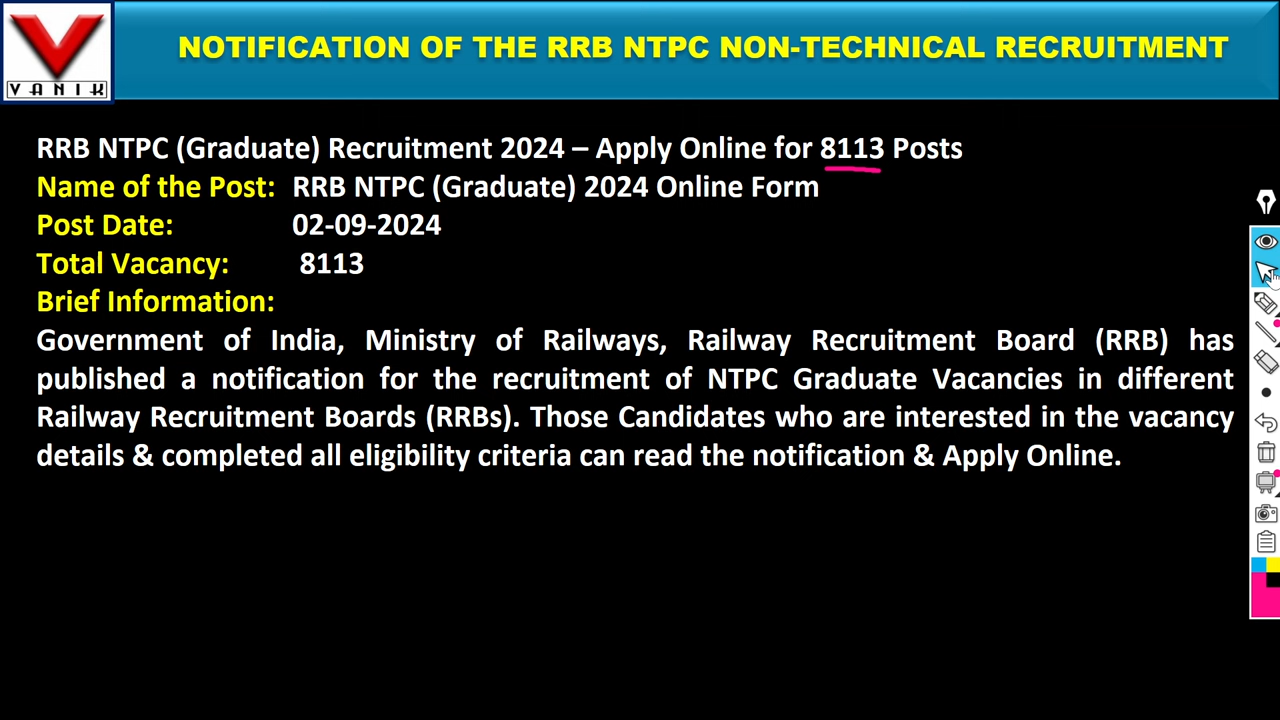 NOTIFICATION OF THE RRB NTPC NON-TECHNICAL RECRUITMENT
VANIK
RRB NTPC (Graduate) Recruitment 2024 – Apply Online for 8113 Posts
Name of the Post: RRB NTPC (Graduate) 2024 Online Form
Post Date: 02-09-2024
Total Vacancy: 8113
Brief Information:
Government of India, Ministry of Railways, Railway Recruitment Board (RRB) has
published a notification for the recruitment of NTPC Graduate Vacancies in different
Railway Recruitment Boards (RRBs). Those Candidates who are interested in the vacancy
details & completed all eligibility criteria can read the notification & Apply Online.